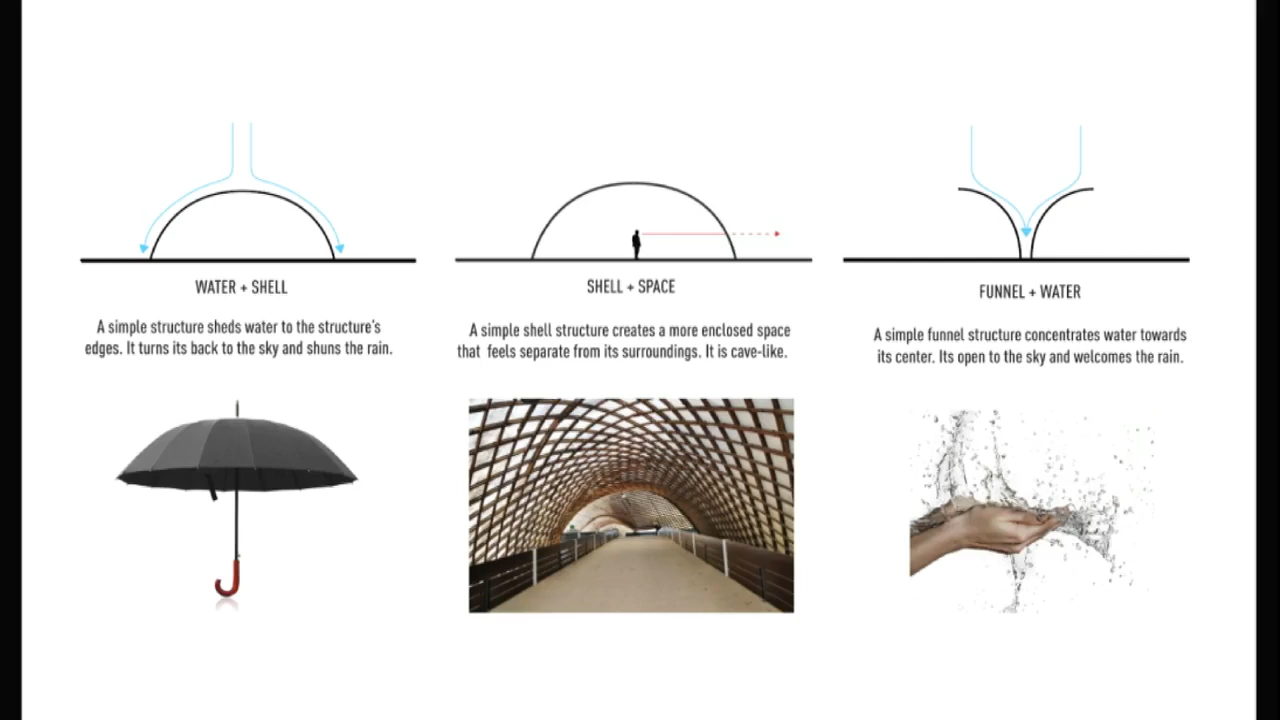 WATER + SHELL
A simple structure sheds water to the structure's
edges. It turns its back to the sky and shuns the rain.
SHELL + SPACE
A simple shell structure creates a more enclosed space
that feels separate from its surroundings. It is cave-like.
FUNNEL + WATER
A simple funnel structure concentrates water towards
its center. Its open to the sky and welcomes the rain.